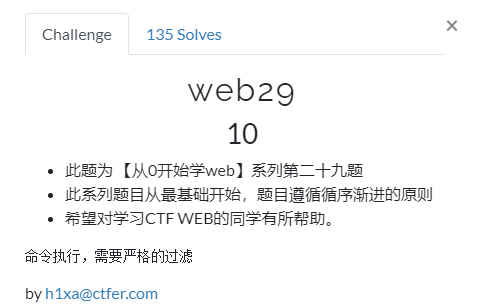 Challenge
135 Solves
×
web29
10
此题为 【从0开始学web】系列第二十九题
此系列题目从最基础开始，题目遵循循序渐进的原则
希望对学习CTF WEB的同学有所帮助。
命令执行，需要严格的过滤
by h1xa@ctfer.com